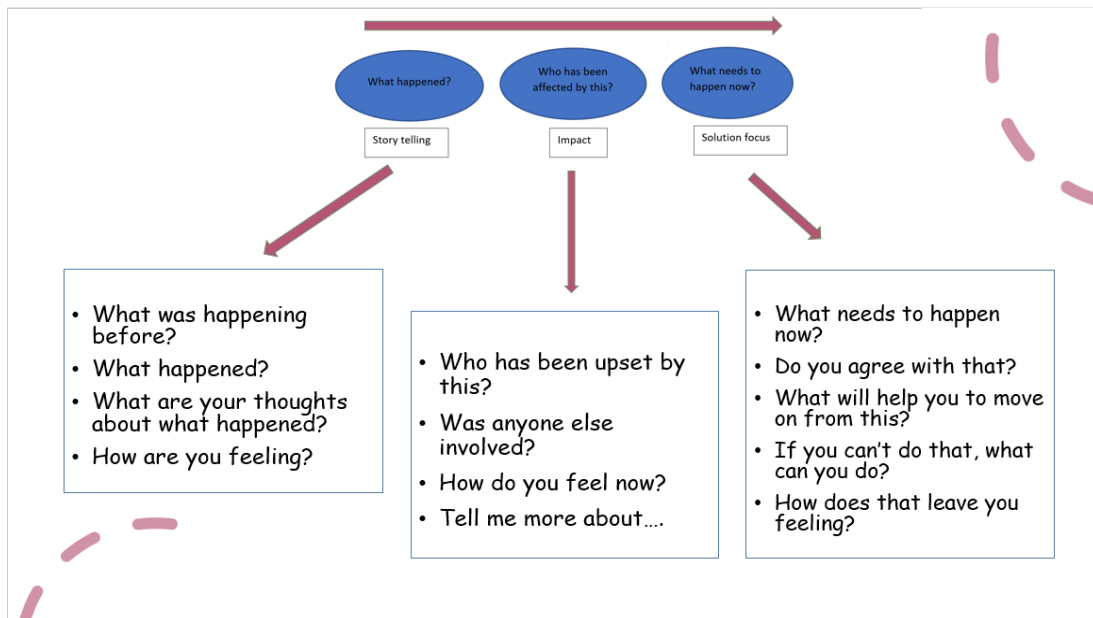 What happened?
Who has been
affected by this?
What needs to
happen now?
Story telling
Impact
Solution focus
• What was happening
before?
• What happened?
• What are your thoughts
about what happened?
• How are you feeling?
• Who has been upset by
this?
• Was anyone else
involved?
• How do you feel now?
• Tell me more about….
• What needs to happen
now?
• Do you agree with that?
• What will help you to move
on from this?
• If you can’t do that, what
can you do?
• How does that leave you
feeling?